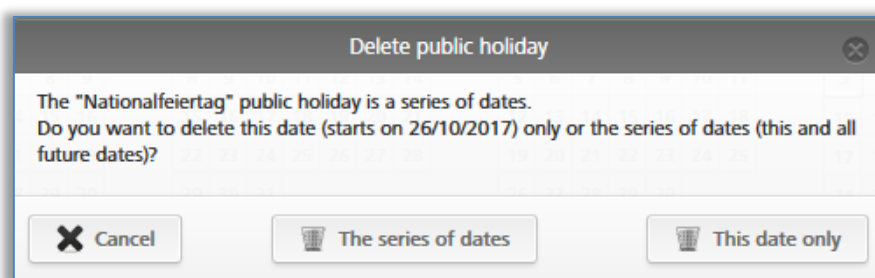 Delete public holiday
The "Nationalfeiertag" public holiday is a series of dates.
Do you want to delete this date (starts on 26/10/2017) only or the series of dates (this and all
future dates)?
Cancel
The series of dates
This date only